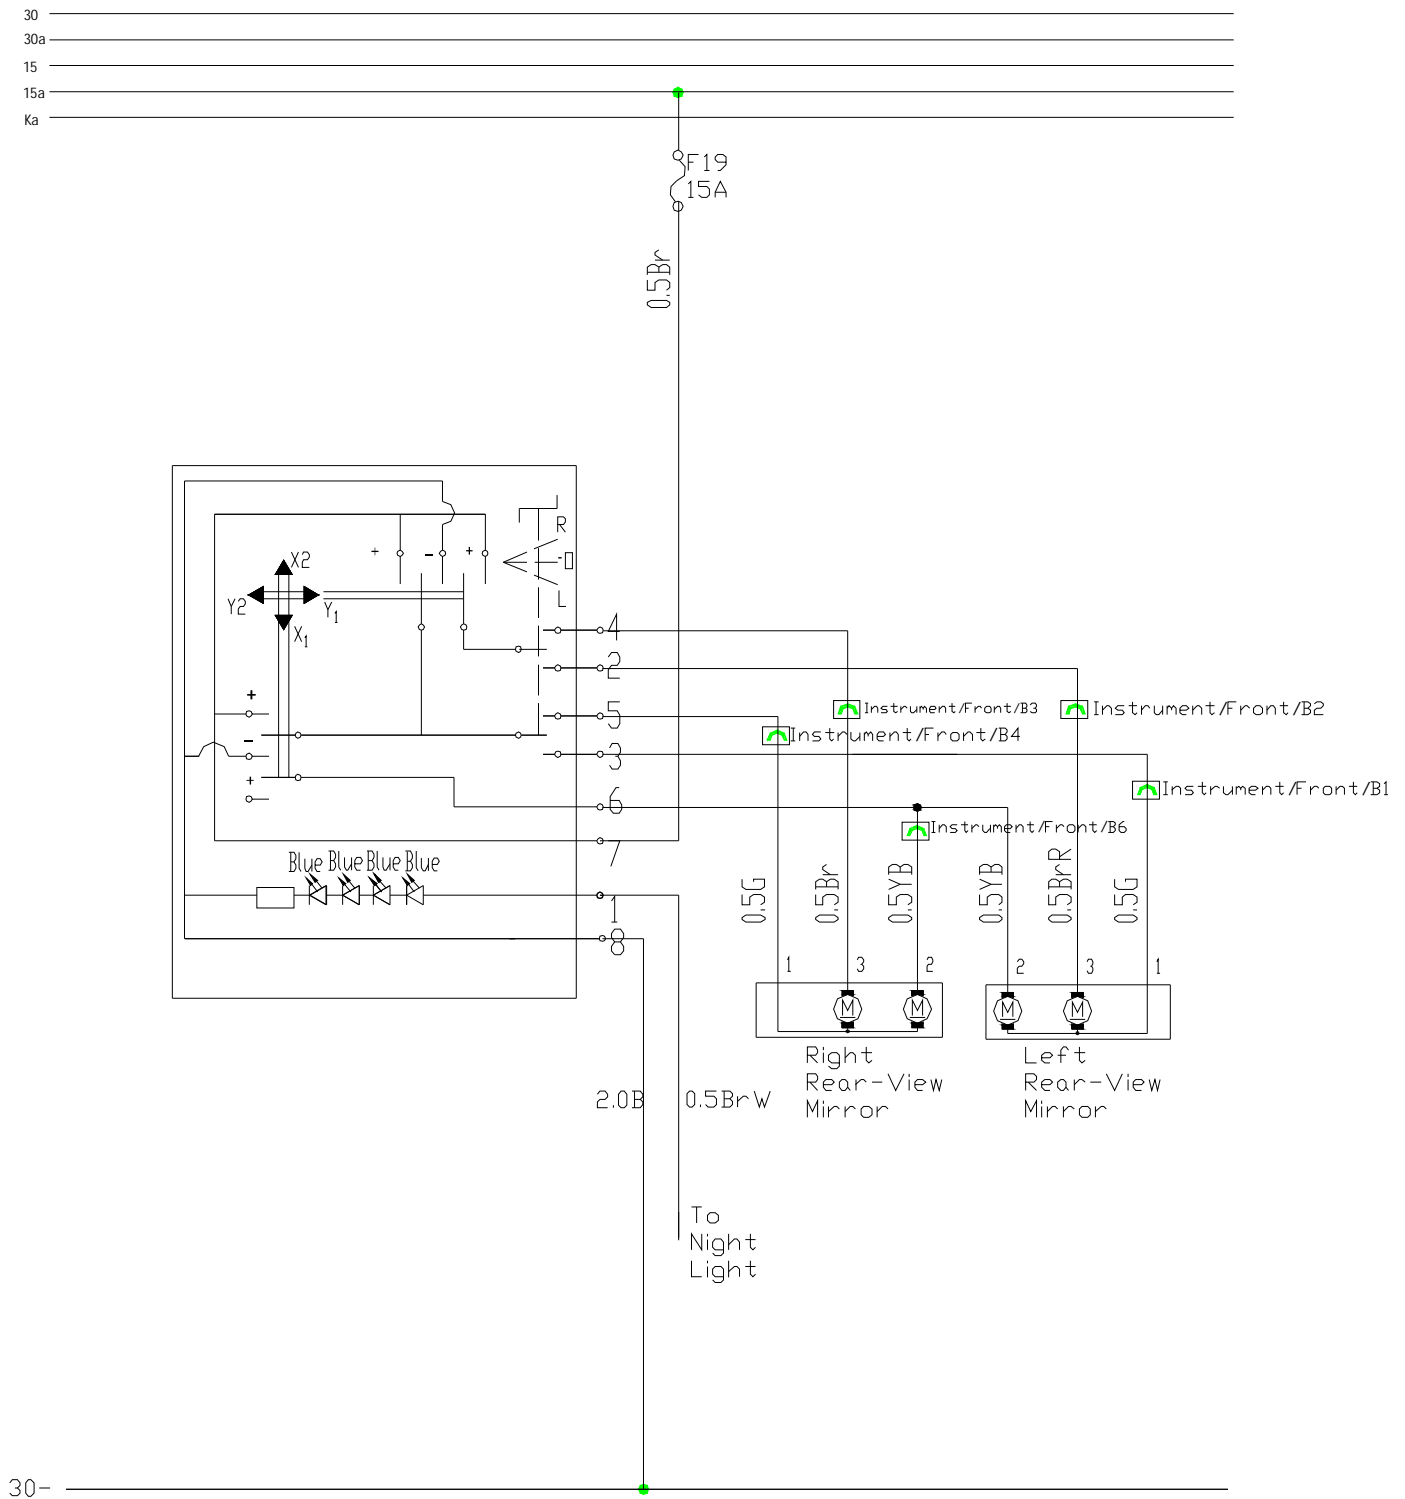 30
30a
15
15a
Ka
F19
15A
0.5Br
R
L
X2
Y2
Y1
X1
+
-
+
+
-
+
4
2
5
3
6
7
1
8
Instrument/Front/B3
Instrument/Front/B2
Instrument/Front/B4
Instrument/Front/B1
Instrument/Front/B6
Blue Blue Blue Blue
0.5G
0.5Br
0.5YB
0.5YB
0.5BrR
0.5G
1 3 2
2 3 1
M M
M M
Right
Rear-View
Mirror
Left
Rear-View
Mirror
2.0B
0.5BrW
To
Night
Light
30-